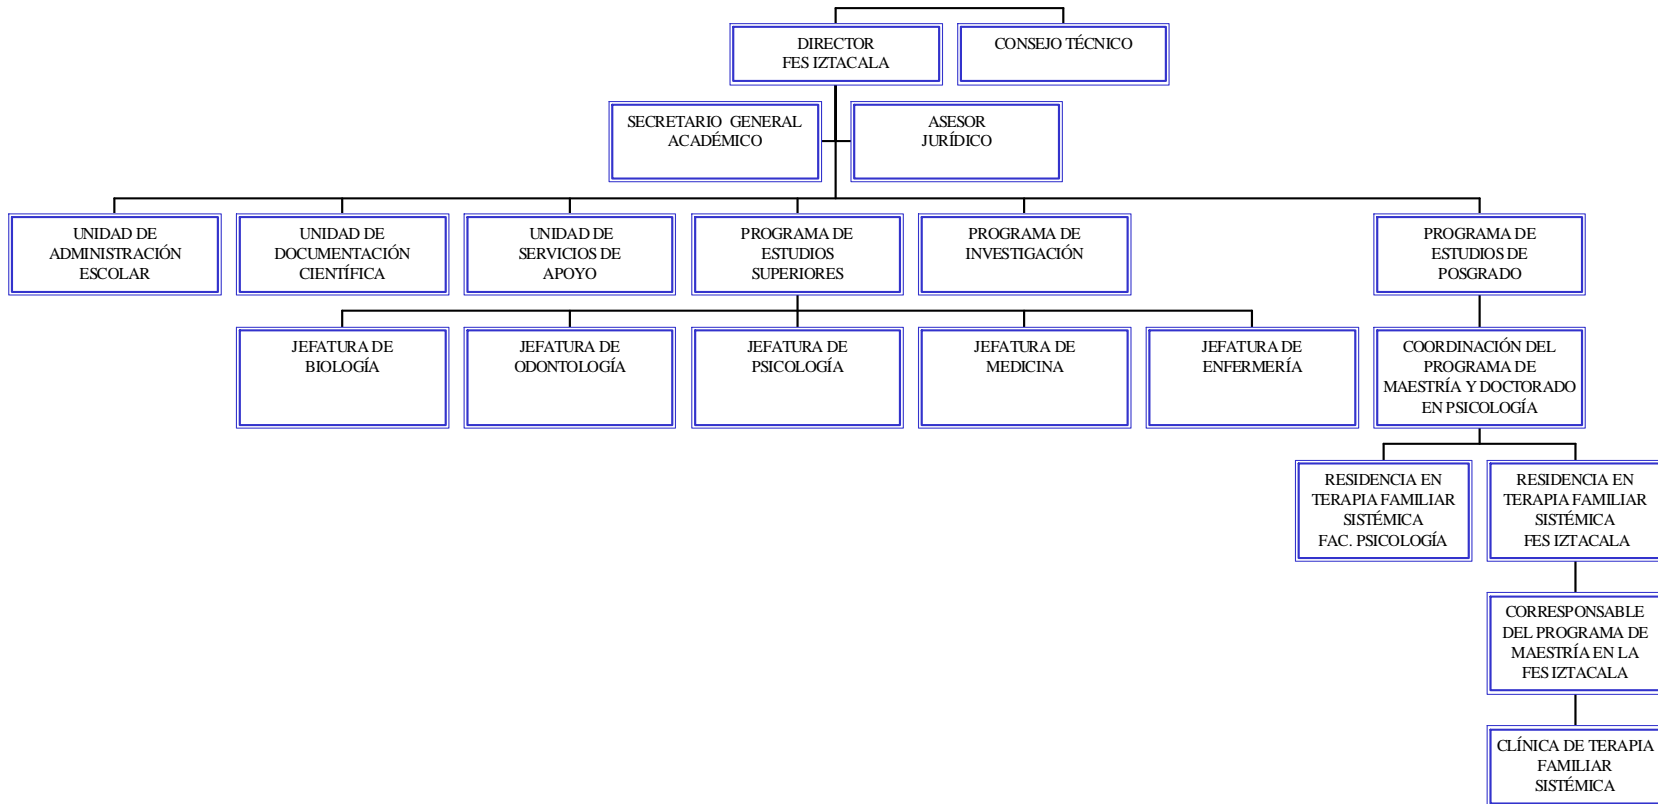 DIRECTOR
FES IZTACALA
CONSEJO TÉCNICO
SECRETARIO GENERAL
ACADÉMICO
ASESOR
JURÍDICO
UNIDAD DE
ADMINISTRACIÓN
ESCOLAR
UNIDAD DE
DOCUMENTACIÓN
CIENTÍFICA
UNIDAD DE
SERVICIOS DE
APOYO
PROGRAMA DE
ESTUDIOS
SUPERIORES
PROGRAMA DE
INVESTIGACIÓN
PROGRAMA DE
ESTUDIOS DE
POSGRADO
JEFATURA DE
BIOLOGÍA
JEFATURA DE
ODONTOLOGÍA
JEFATURA DE
PSICOLOGÍA
JEFATURA DE
MEDICINA
JEFATURA DE
ENFERMERÍA
COORDINACIÓN DEL
PROGRAMA DE
MAESTRÍA Y DOCTORADO
EN PSICOLOGÍA
RESIDENCIA EN
TERAPIA FAMILIAR
SISTÉMICA
FAC. PSICOLOGÍA
RESIDENCIA EN
TERAPIA FAMILIAR
SISTÉMICA
FES IZTACALA
CORRESPONSABLE
DEL PROGRAMA DE
MAESTRÍA EN LA
FES IZTACALA
CLÍNICA DE TERAPIA
FAMILIAR
SISTÉMICA